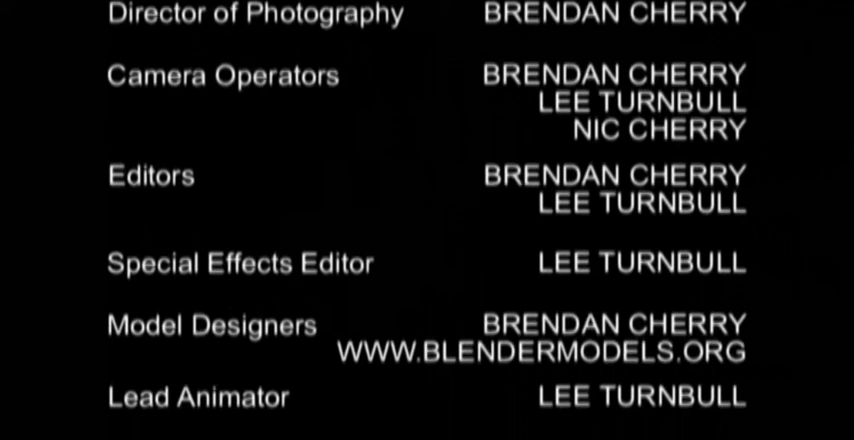 Director of Photography BRENDAN CHERRY
Camera Operators BRENDAN CHERRY
LEE TURNBULL
NIC CHERRY
Editors BRENDAN CHERRY
LEE TURNBULL
Special Effects Editor LEE TURNBULL
Model Designers BRENDAN CHERRY
WWW.BLENDERMODELS.ORG
Lead Animator LEE TURNBULL